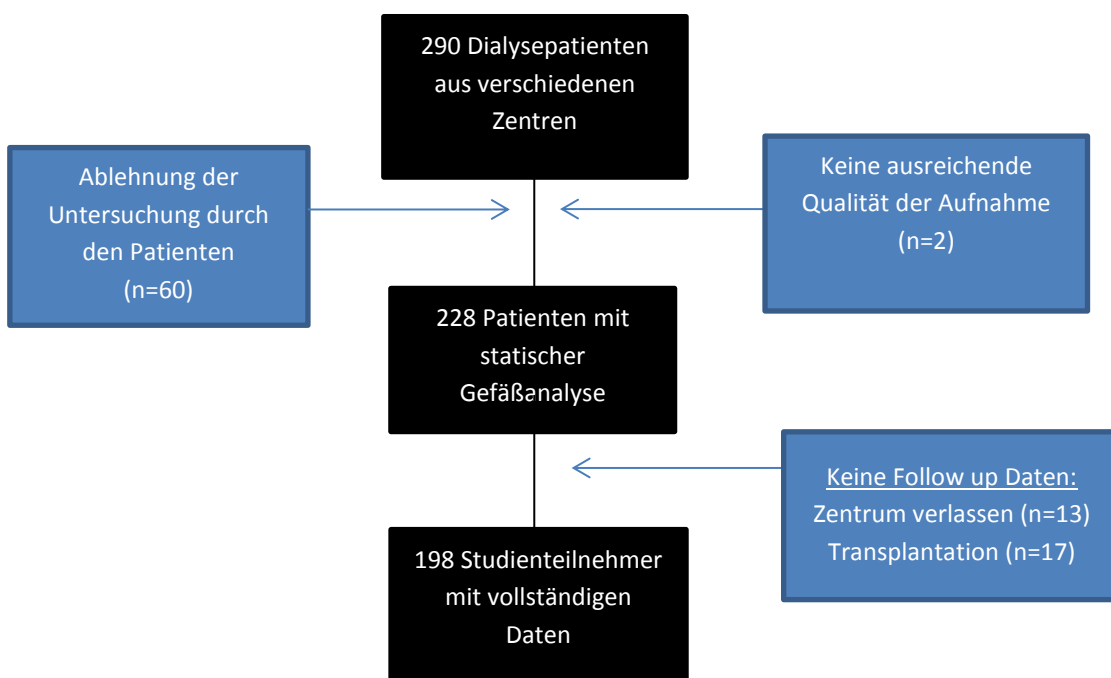 290 Dialysepatienten
aus verschiedenen
Zentren
Ablehnung der
Untersuchung durch
den Patienten
(n=60)
Keine ausreichende
Qualität der Aufnahme
(n=2)
228 Patienten mit
statischer
Gefäßanalyse
Keine Follow up Daten:
Zentrum verlassen (n=13)
Transplantation (n=17)
198 Studienteilnehmer
mit vollständigen
Daten